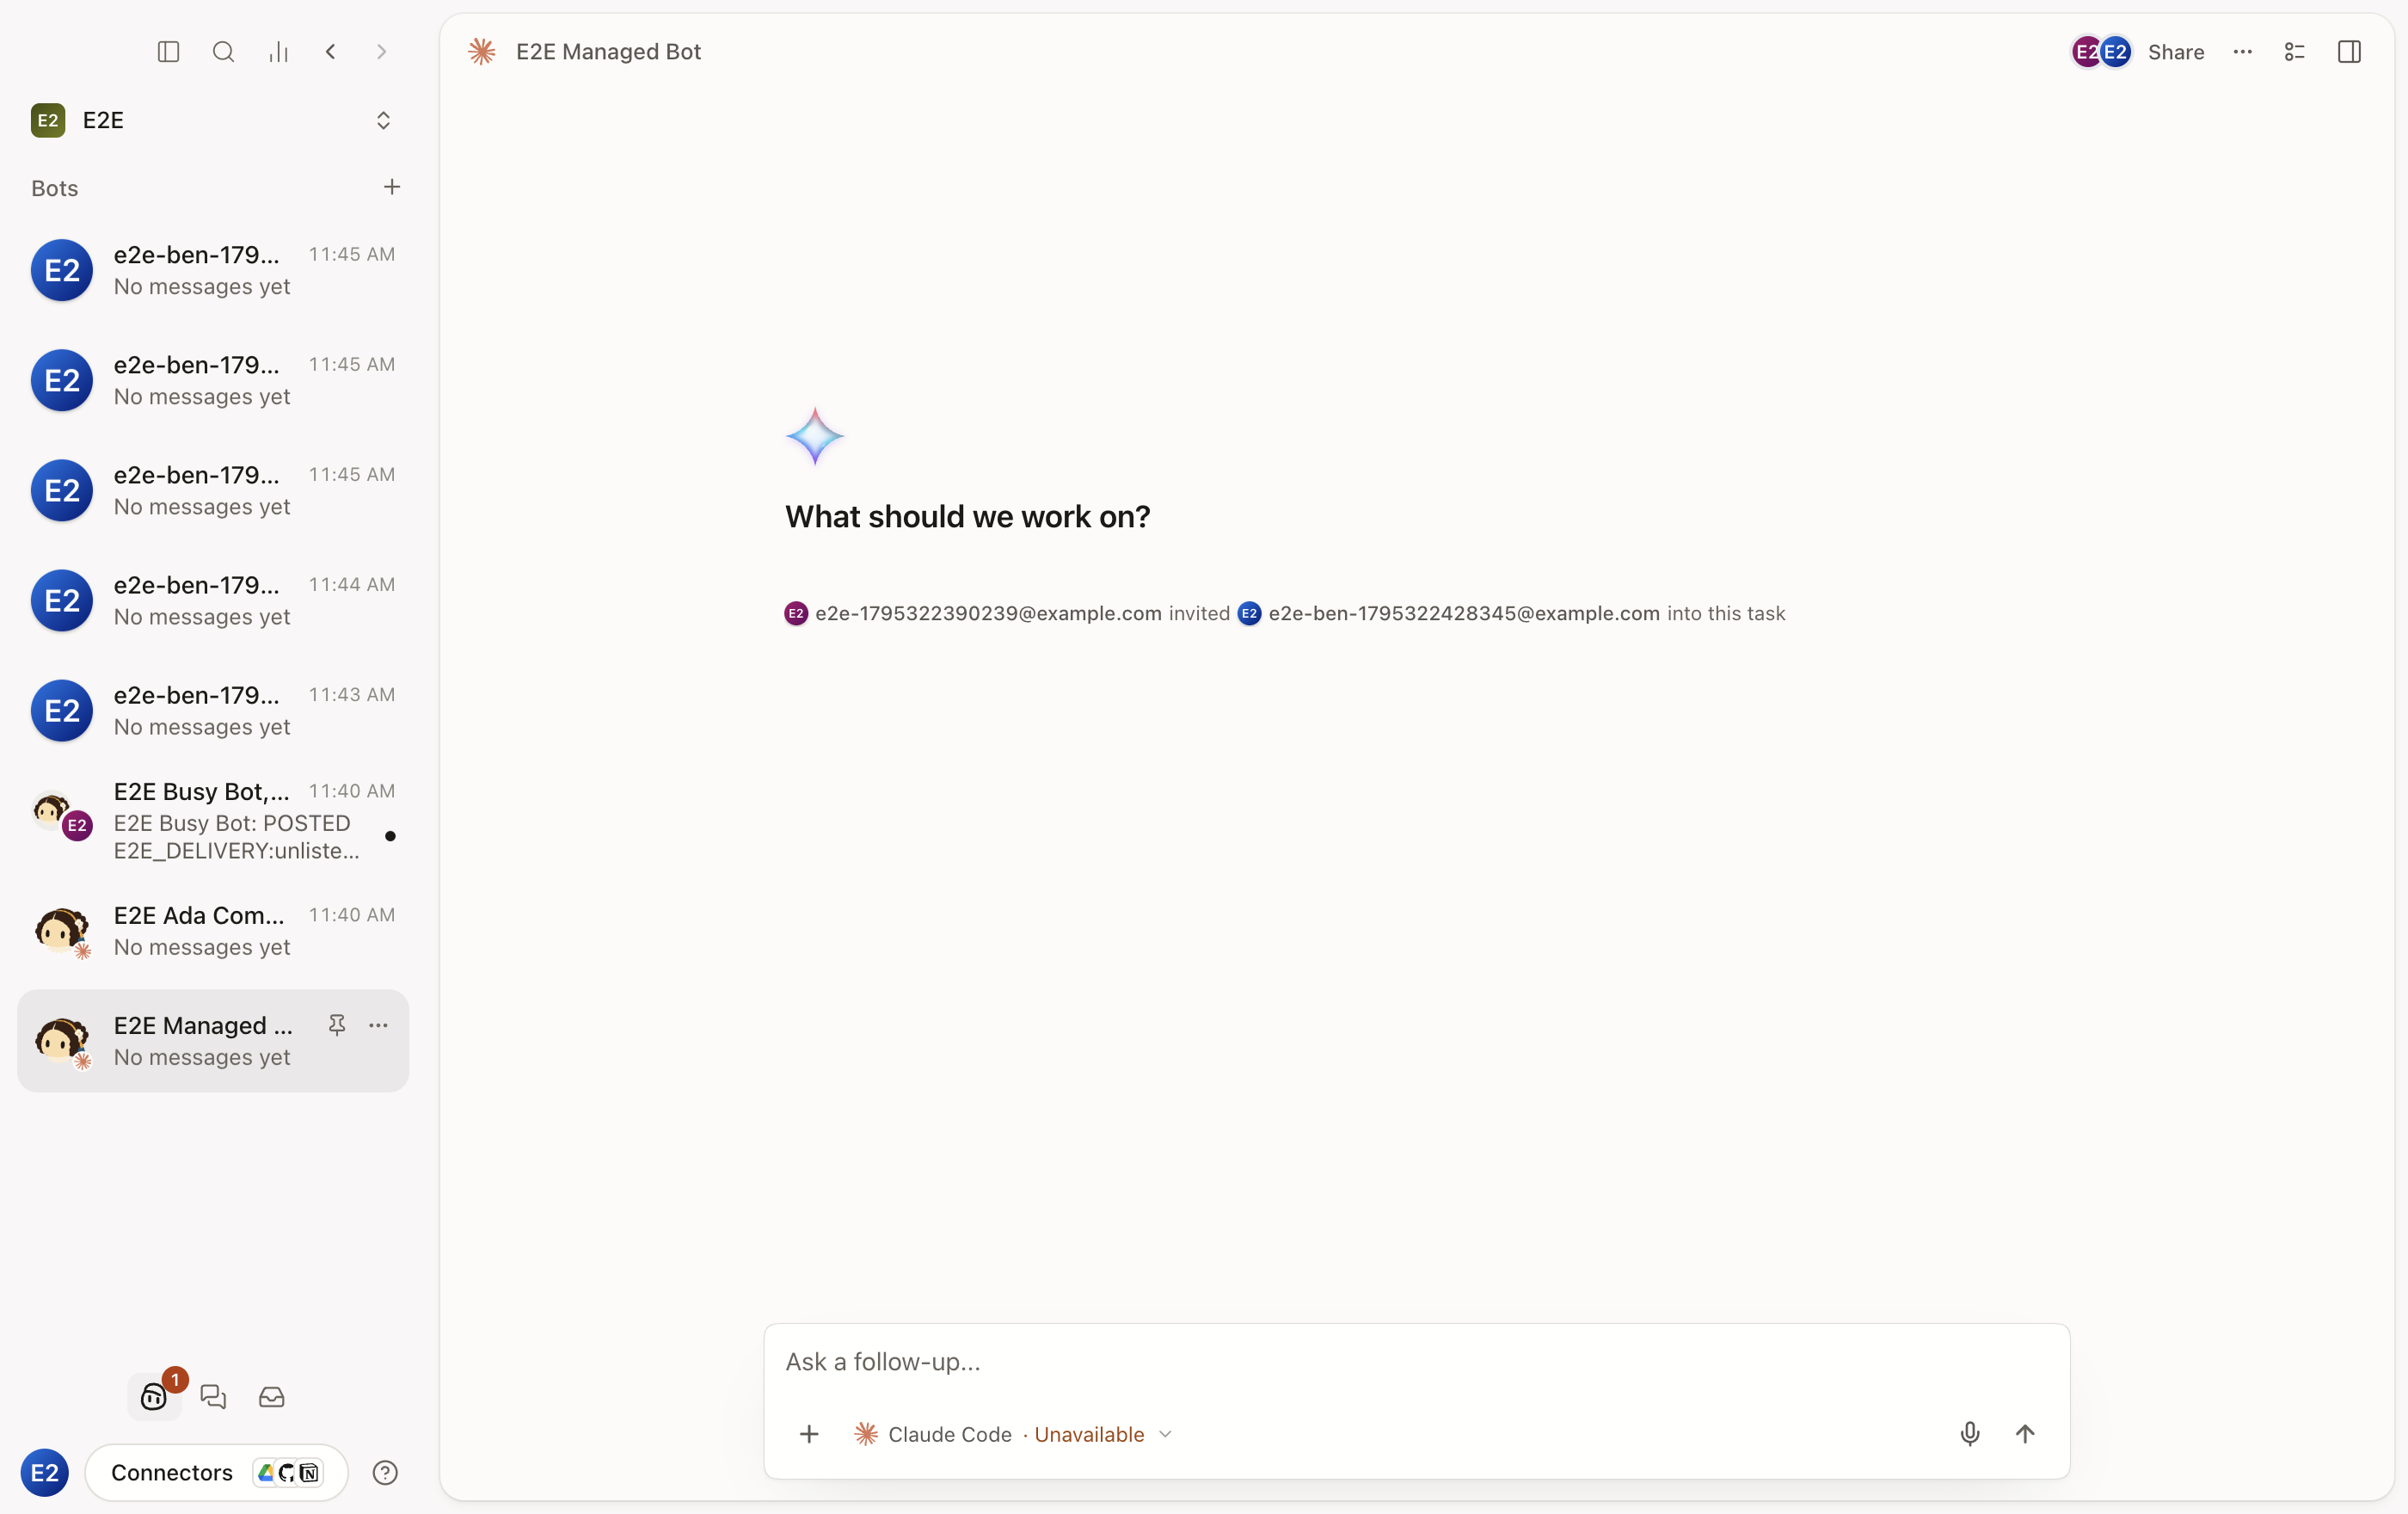 E2E Managed Bot
E2 E2 Share
E2 E2E
Bots
E2 e2e-ben-179... 11:45 AM
No messages yet
E2 e2e-ben-179... 11:45 AM
No messages yet
E2 e2e-ben-179... 11:45 AM
No messages yet
E2 e2e-ben-179... 11:44 AM
No messages yet
E2 e2e-ben-179... 11:43 AM
No messages yet
E2E Busy Bot,... 11:40 AM
E2 E2E Busy Bot: POSTED
E2E_DELIVERY:unliste...
E2E Ada Com... 11:40 AM
No messages yet
E2E Managed ...
No messages yet
1
E2 Connectors
What should we work on?
E2 e2e-1795322390239@example.com invited E2 e2e-ben-1795322428345@example.com into this task
Ask a follow-up...
Claude Code · Unavailable